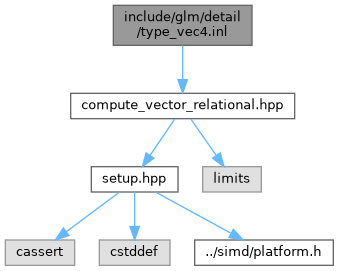 include/glm/detail
/type_vec4.inl
compute_vector_relational.hpp
setup.hpp
limits
cassert
cstddef
../simd/platform.h